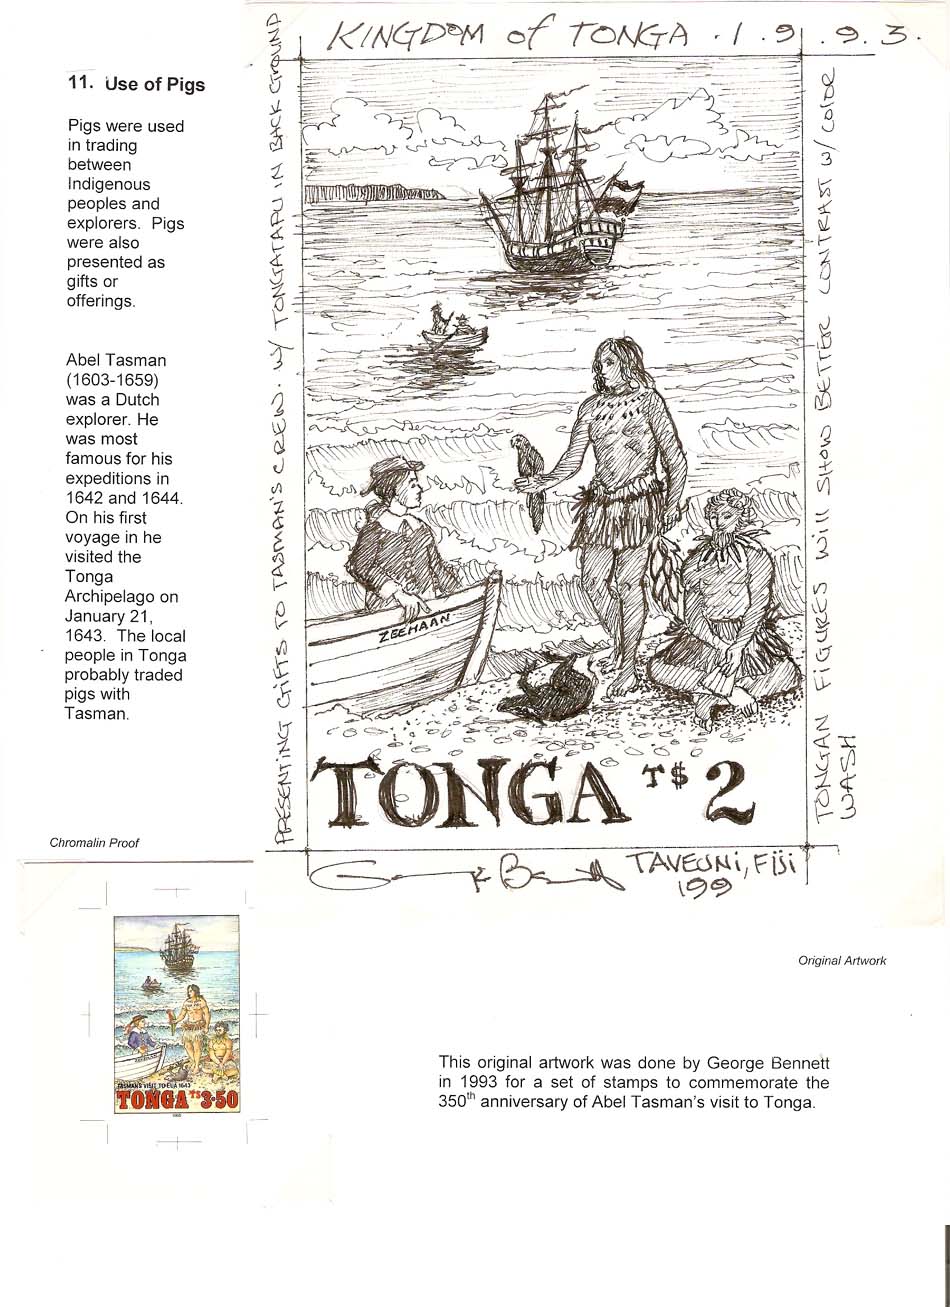 KINGDOM of TONGA . 1 . 9 . 9 . 3 .
11. Use of Pigs
Pigs were used
in trading
between
Indigenous
peoples and
explorers. Pigs
were also
presented as
gifts or
offerings.
Abel Tasman
(1603-1659)
was a Dutch
explorer. He
was most
famous for his
expeditions in
1642 and 1644.
On his first
voyage in he
visited the
Tonga
Archipelago on
January 21,
1643. The local
people in Tonga
probably traded
pigs with
Tasman.
PRESENTING GIFTS TO TASMAN'S CREW. W/ TONGATAPU IN BACK GROUND
TONGAN FIGURES WILL SHOW BETTER CONTRAST W/ COLOR
WASH
ZEEHAAN
TONGA T$ 2
TAVEUNI, FIJI
199
Chromalin Proof
TASMAN'S VISIT TO EUA 1643
TONGA T$3·50
1993
Original Artwork
This original artwork was done by George Bennett
in 1993 for a set of stamps to commemorate the
350th anniversary of Abel Tasman's visit to Tonga.